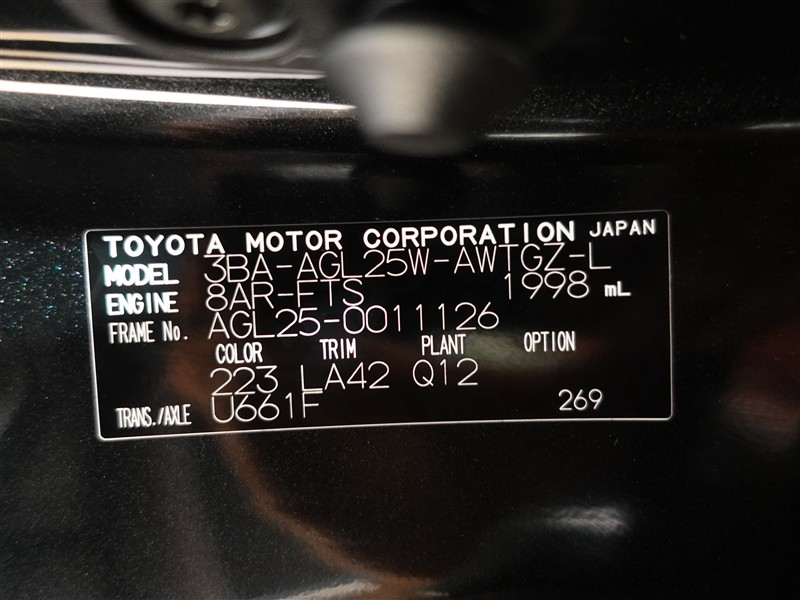 TOYOTA MOTOR CORPORATION JAPAN
MODEL 3BA-AGL25W-AWTGZ-L
ENGINE 8AR-FTS 1998 mL
FRAME No. AGL25-0011126
COLOR TRIM PLANT OPTION
223 LA42 Q12
TRANS./AXLE U661F 269